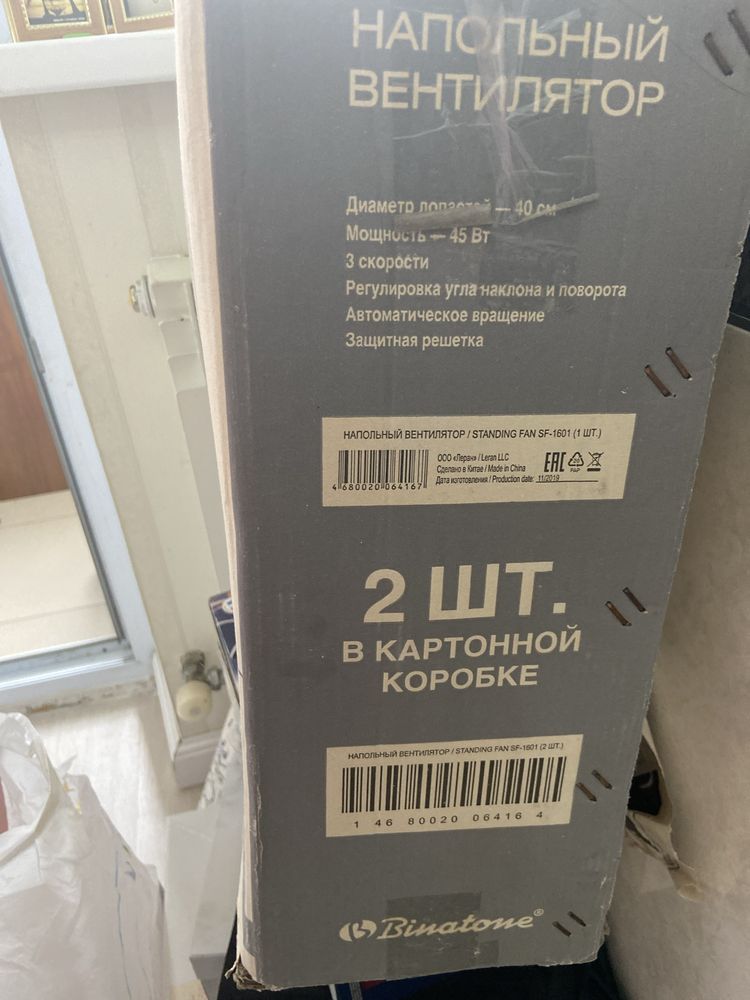 НАПОЛЬНЫЙ
ВЕНТИЛЯТОР
Диаметр лопастей — 40 см
Мощность — 45 Вт
3 скорости
Регулировка угла наклона и поворота
Автоматическое вращение
Защитная решетка
НАПОЛЬНЫЙ ВЕНТИЛЯТОР / STANDING FAN SF-1601 (1 ШТ.)
ООО «Леран» / Leran LLC
Сделано в Китае / Made in China
Дата изготовления / Production date: 11/2019
4 680020 064167
EAC
PAP
2 ШТ.
В КАРТОННОЙ
КОРОБКЕ
НАПОЛЬНЫЙ ВЕНТИЛЯТОР / STANDING FAN SF-1601 (2 ШТ.)
1 46 80020 06416 4
Binatone®